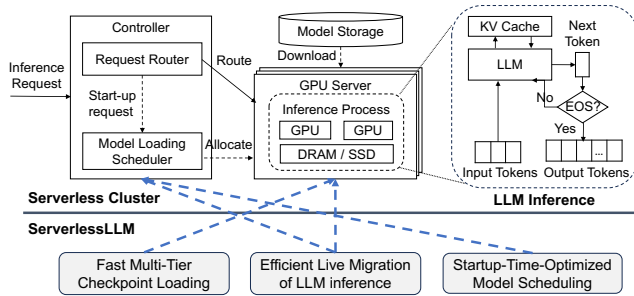 Controller
Request Router
Inference
Request
Start-up
request
Model Loading
Scheduler
Route
Allocate
Model Storage
Download
GPU Server
Inference Process
GPU
GPU
DRAM / SSD
KV Cache
Next
Token
LLM
No
EOS?
Yes
...
Input Tokens
Output Tokens
Serverless Cluster
LLM Inference
ServerlessLLM
Fast Multi-Tier
Checkpoint Loading
Efficient Live Migration
of LLM inference
Startup-Time-Optimized
Model Scheduling